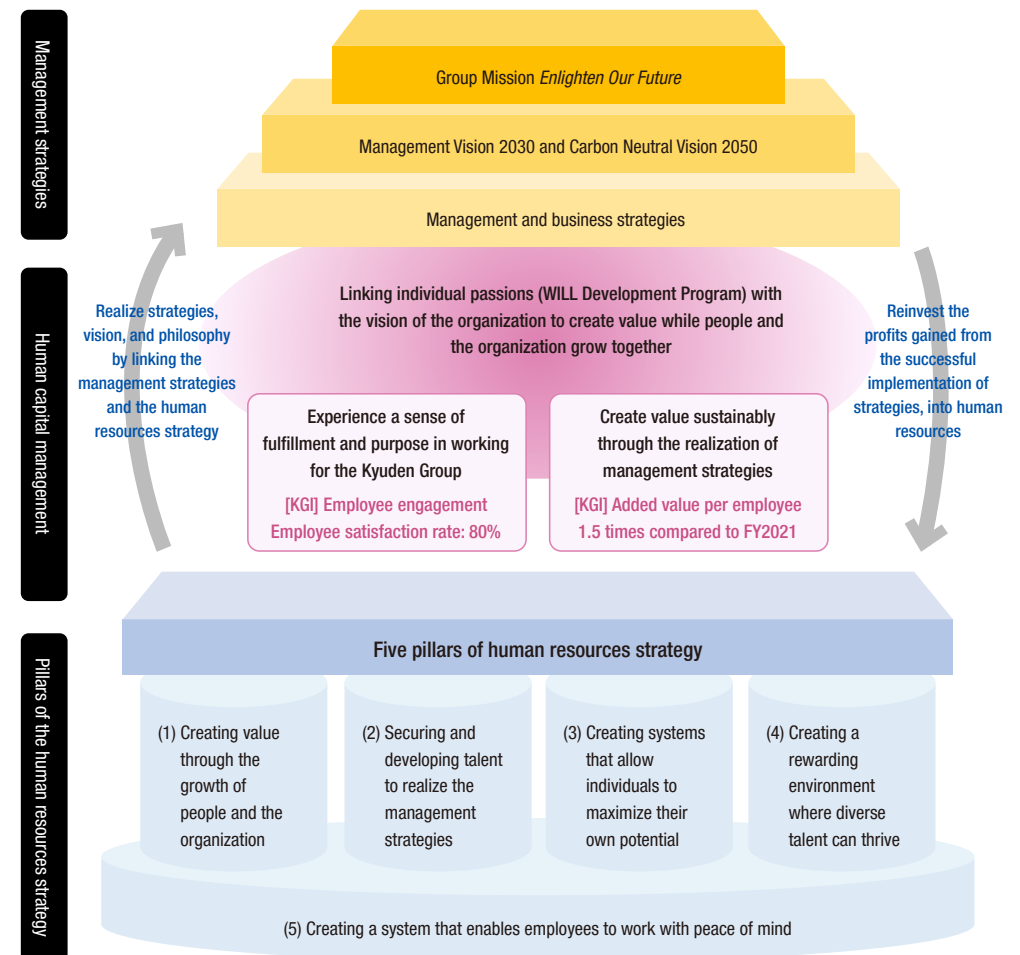 Management strategies
Group Mission Enlighten Our Future
Management Vision 2030 and Carbon Neutral Vision 2050
Management and business strategies
Human capital management
Realize strategies,
vision, and philosophy
by linking the
management strategies
and the human
resources strategy
Linking individual passions (WILL Development Program) with
the vision of the organization to create value while people and
the organization grow together
Reinvest the
profits gained from
the successful
implementation of
strategies, into human
resources
Experience a sense of
fulfillment and purpose in working
for the Kyuden Group
[KGI] Employee engagement
Employee satisfaction rate: 80%
Create value sustainably
through the realization of
management strategies
[KGI] Added value per employee
1.5 times compared to FY2021
Pillars of the human resources strategy
Five pillars of human resources strategy
(1) Creating value
through the
growth of
people and the
organization
(2) Securing and
developing talent
to realize the
management
strategies
(3) Creating systems
that allow
individuals to
maximize their
own potential
(4) Creating a
rewarding
environment
where diverse
talent can thrive
(5) Creating a system that enables employees to work with peace of mind